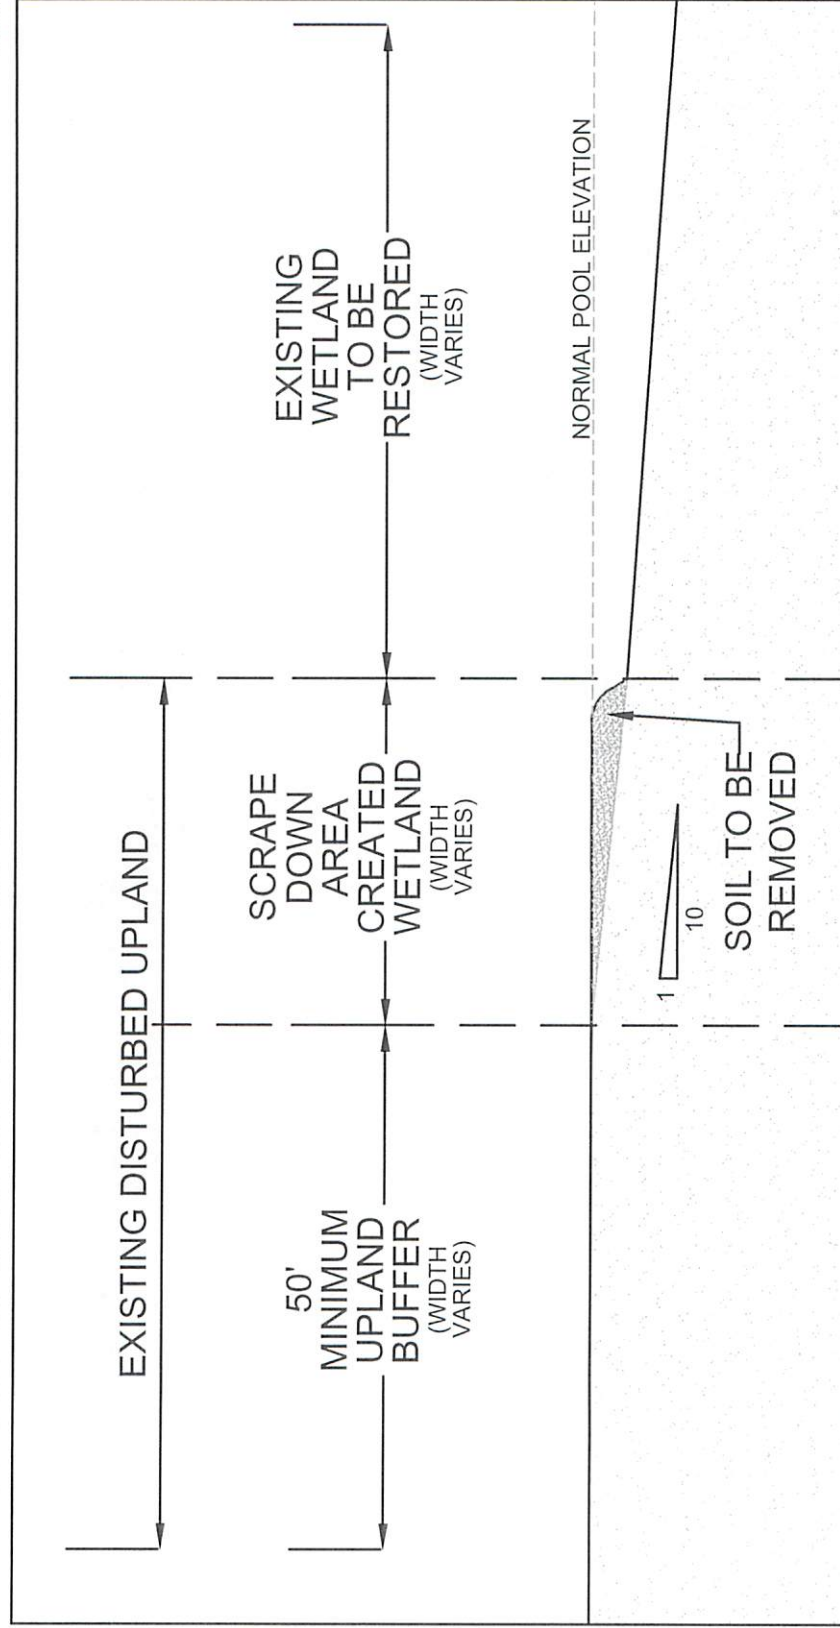 EXISTING DISTURBED UPLAND
50'
MINIMUM
UPLAND
BUFFER
(WIDTH
VARIES)
SCRAPE
DOWN
AREA
CREATED
WETLAND
(WIDTH
VARIES)
EXISTING
WETLAND
TO BE
RESTORED
(WIDTH
VARIES)
NORMAL POOL ELEVATION
1
10
SOIL TO BE
REMOVED